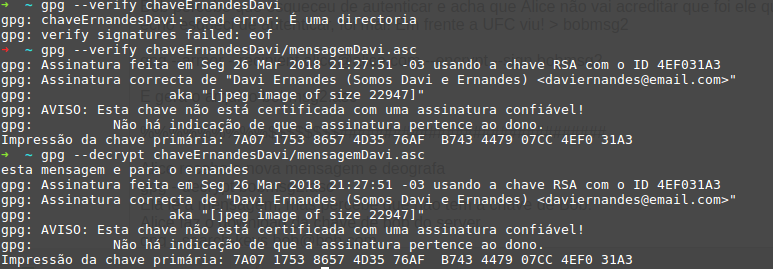 ➜ ~ gpg --verify chaveErnandesDavi
gpg: chaveErnandesDavi: read error: É uma directoria
gpg: verify signatures failed: eof
➜ ~ gpg --verify chaveErnandesDavi/mensagemDavi.asc
gpg: Assinatura feita em Seg 26 Mar 2018 21:27:51 -03 usando a chave RSA com o ID 4EF031A3
gpg: Assinatura correcta de "Davi Ernandes (Somos Davi e Ernandes) <daviernandes@email.com>"
gpg: aka "[jpeg image of size 22947]"
gpg: AVISO: Esta chave não está certificada com uma assinatura confiável!
gpg: Não há indicação de que a assinatura pertence ao dono.
Impressão da chave primária: 7A07 1753 8657 4D35 76AF B743 4479 07CC 4EF0 31A3
➜ ~ gpg --decrypt chaveErnandesDavi/mensagemDavi.asc
esta mensagem e para o ernandes
gpg: Assinatura feita em Seg 26 Mar 2018 21:27:51 -03 usando a chave RSA com o ID 4EF031A3
gpg: Assinatura correcta de "Davi Ernandes (Somos Davi e Ernandes) <daviernandes@email.com>"
gpg: aka "[jpeg image of size 22947]"
gpg: AVISO: Esta chave não está certificada com uma assinatura confiável!
gpg: Não há indicação de que a assinatura pertence ao dono.
Impressão da chave primária: 7A07 1753 8657 4D35 76AF B743 4479 07CC 4EF0 31A3